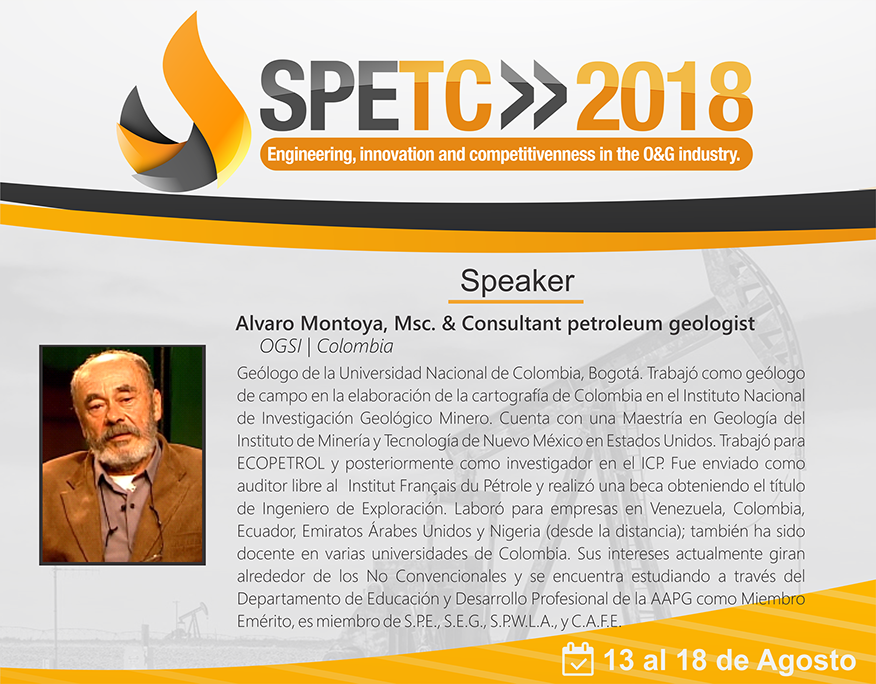 SPETC>>2018
Engineering, innovation and competitivenness in the O&G industry.
Speaker
Alvaro Montoya, Msc. & Consultant petroleum geologist
OGSI | Colombia
Geólogo de la Universidad Nacional de Colombia, Bogotá. Trabajó como geólogo
de campo en la elaboración de la cartografía de Colombia en el Instituto Nacional
de Investigación Geológico Minero. Cuenta con una Maestría en Geología del
Instituto de Minería y Tecnología de Nuevo México en Estados Unidos. Trabajó para
ECOPETROL y posteriormente como investigador en el ICP. Fue enviado como
auditor libre al Institut Français du Pétrole y realizó una beca obteniendo el título
de Ingeniero de Exploración. Laboró para empresas en Venezuela, Colombia,
Ecuador, Emiratos Árabes Unidos y Nigeria (desde la distancia); también ha sido
docente en varias universidades de Colombia. Sus intereses actualmente giran
alrededor de los No Convencionales y se encuentra estudiando a través del
Departamento de Educación y Desarrollo Profesional de la AAPG como Miembro
Emérito, es miembro de S.P.E., S.E.G., S.P.W.L.A., y C.A.F.E.
13 al 18 de Agosto